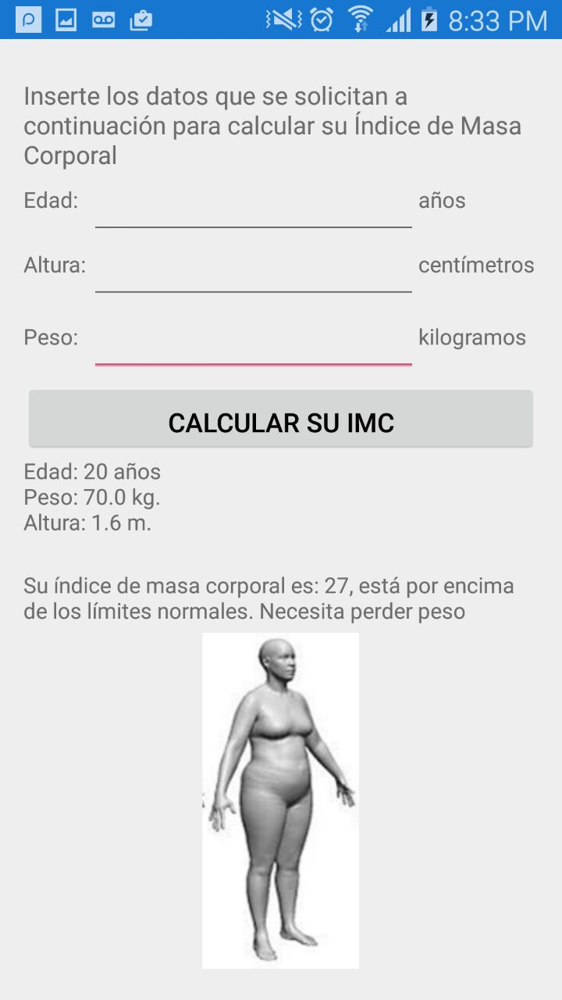 8:33 PM
Inserte los datos que se solicitan a
continuación para calcular su Índice de Masa
Corporal
Edad: años
Altura: centímetros
Peso: kilogramos
CALCULAR SU IMC
Edad: 20 años
Peso: 70.0 kg.
Altura: 1.6 m.
Su índice de masa corporal es: 27, está por encima
de los límites normales. Necesita perder peso